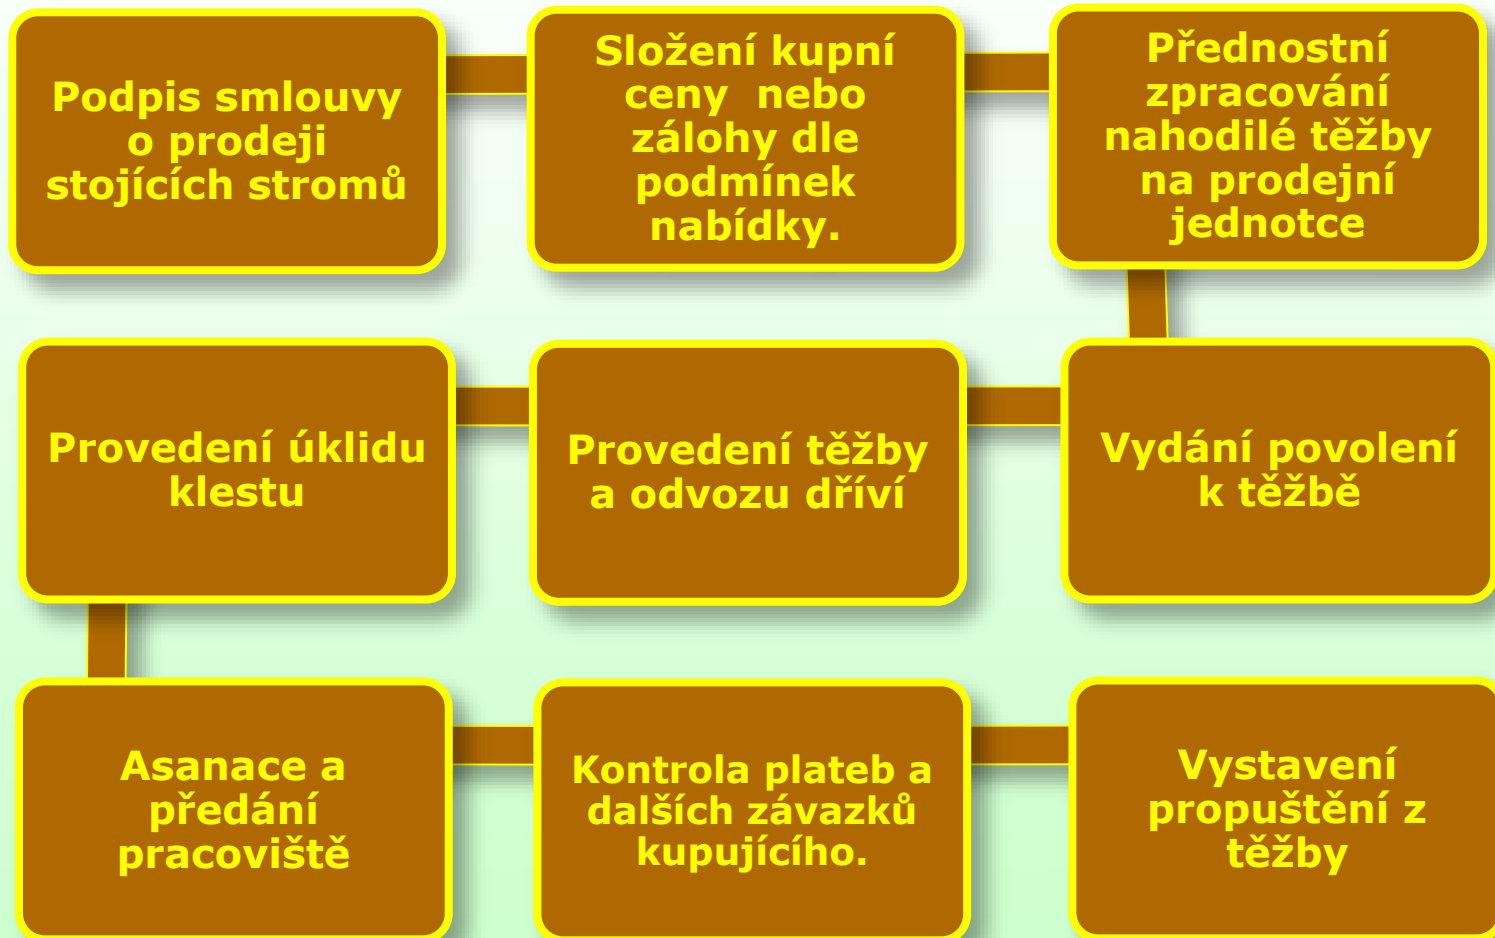 Podpis smlouvy
o prodeji
stojících stromů
Složení kupní
ceny  nebo
zálohy dle
podmínek
nabídky.
Přednostní
zpracování
nahodilé těžby
na prodejní
jednotce
Vydání povolení
k těžbě
Provedení těžby
a odvozu dříví
Provedení úklidu
klestu
Asanace a
předání
pracoviště
Kontrola plateb a
dalších závazků
kupujícího.
Vystavení
propuštění z
těžby